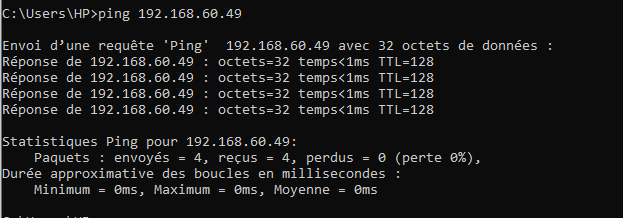 C:\Users\HP>ping 192.168.60.49
Envoi d’une requête 'Ping'  192.168.60.49 avec 32 octets de données :
Réponse de 192.168.60.49 : octets=32 temps<1ms TTL=128
Réponse de 192.168.60.49 : octets=32 temps<1ms TTL=128
Réponse de 192.168.60.49 : octets=32 temps<1ms TTL=128
Réponse de 192.168.60.49 : octets=32 temps<1ms TTL=128
Statistiques Ping pour 192.168.60.49:
    Paquets : envoyés = 4, reçus = 4, perdus = 0 (perte 0%),
Durée approximative des boucles en millisecondes :
    Minimum = 0ms, Maximum = 0ms, Moyenne = 0ms